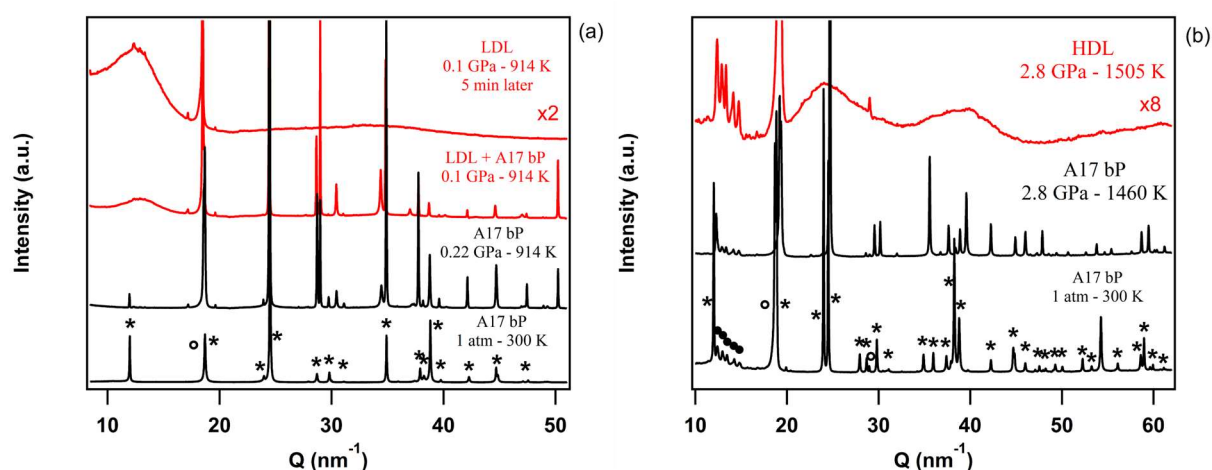 (a)
LDL
0.1 GPa - 914 K
5 min later
x2
LDL + A17 bP
0.1 GPa - 914 K
A17 bP
0.22 GPa - 914 K
A17 bP
1 atm - 300 K
Intensity (a.u.)
10 20 30 40 50
Q (nm-1)
(b)
HDL
2.8 GPa - 1505 K
x8
A17 bP
2.8 GPa - 1460 K
A17 bP
1 atm - 300 K
Intensity (a.u.)
10 20 30 40 50 60
Q (nm-1)